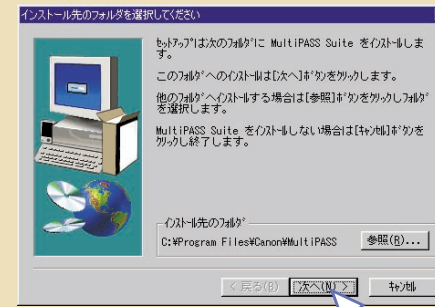 インストール先のフォルダを選択してください
ｾｯﾄｱｯﾌﾟは次のﾌｫﾙﾀﾞに MultiPASS Suite をｲﾝｽﾄｰﾙしま
す。
このﾌｫﾙﾀﾞへのｲﾝｽﾄｰﾙは[次へ]ﾎﾞﾀﾝをｸﾘｯｸします。
他のﾌｫﾙﾀﾞへｲﾝｽﾄｰﾙする場合は[参照]ﾎﾞﾀﾝをｸﾘｯｸしﾌｫﾙﾀﾞ
を選択します。
MultiPASS Suite をｲﾝｽﾄｰﾙしない場合は[ｷｬﾝｾﾙ]ﾎﾞﾀﾝを
ｸﾘｯｸし終了します。
ｲﾝｽﾄｰﾙ先のﾌｫﾙﾀﾞ
C:¥Program Files¥Canon¥MultiPASS 参照(R)...
< 戻る(B) 次へ(N) > ｷｬﾝｾﾙ